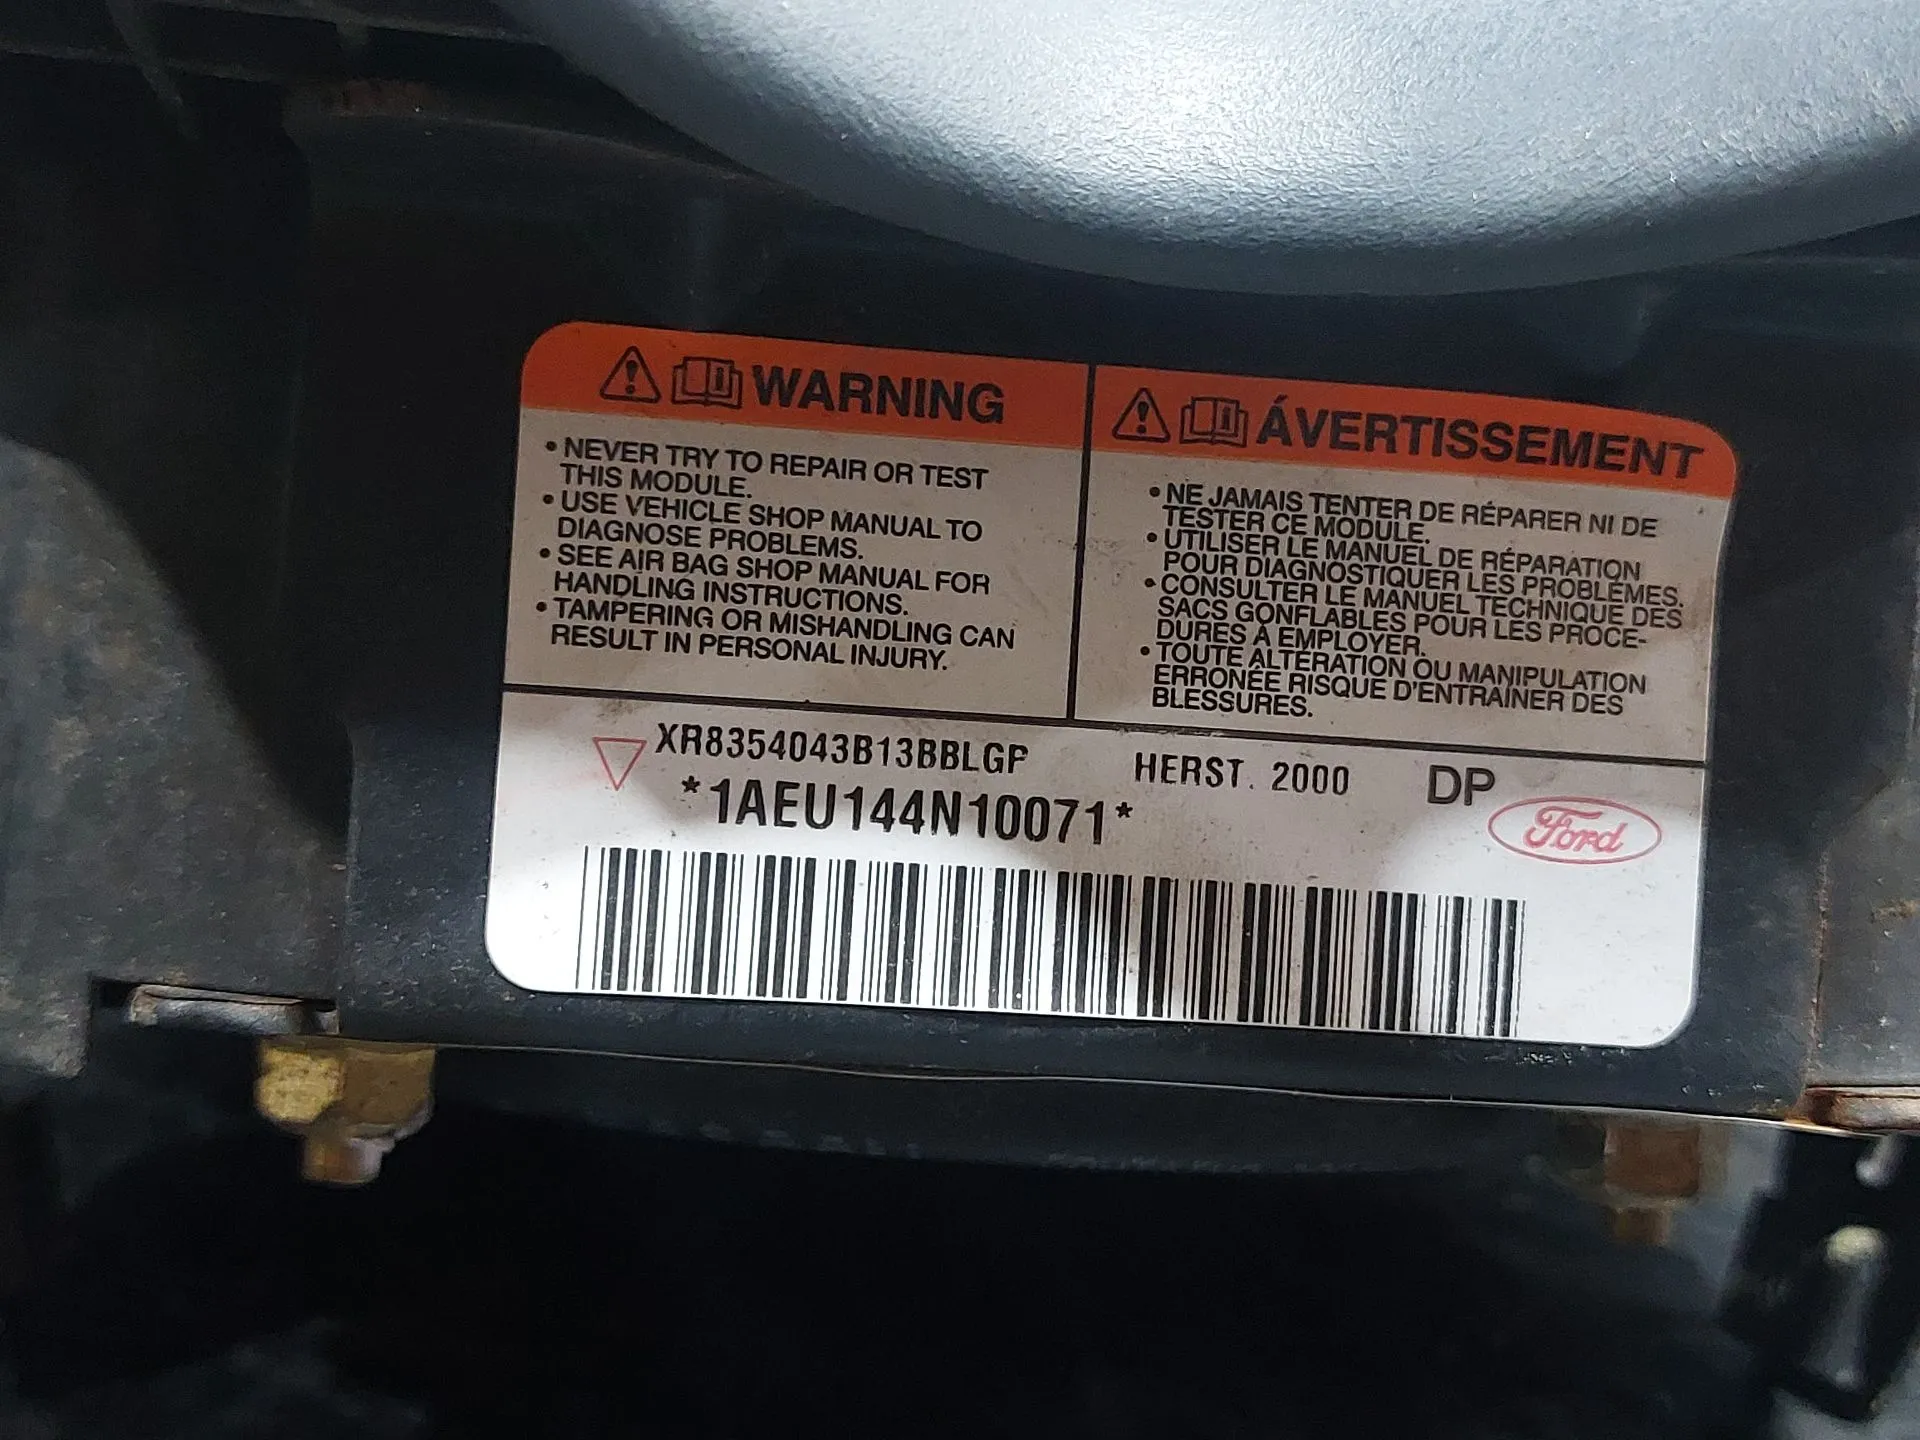 WARNING
• NEVER TRY TO REPAIR OR TEST
THIS MODULE.
• USE VEHICLE SHOP MANUAL TO
DIAGNOSE PROBLEMS.
• SEE AIR BAG SHOP MANUAL FOR
HANDLING INSTRUCTIONS.
• TAMPERING OR MISHANDLING CAN
RESULT IN PERSONAL INJURY.
ÁVERTISSEMENT
• NE JAMAIS TENTER DE RÉPARER NI DE
TESTER CE MODULE.
• UTILISER LE MANUEL DE RÉPARATION
POUR DIAGNOSTIQUER LES PROBLÈMES.
• CONSULTER LE MANUEL TECHNIQUE DES
SACS GONFLABLES POUR LES PROCE-
DURES À EMPLOYER.
• TOUTE ALTÉRATION OU MANIPULATION
ERRONÉE RISQUE D'ENTRAÎNER DES
BLESSURES.
XR8354043B13BBLGP HERST. 2000 DP
*1AEU144N10071*
Ford